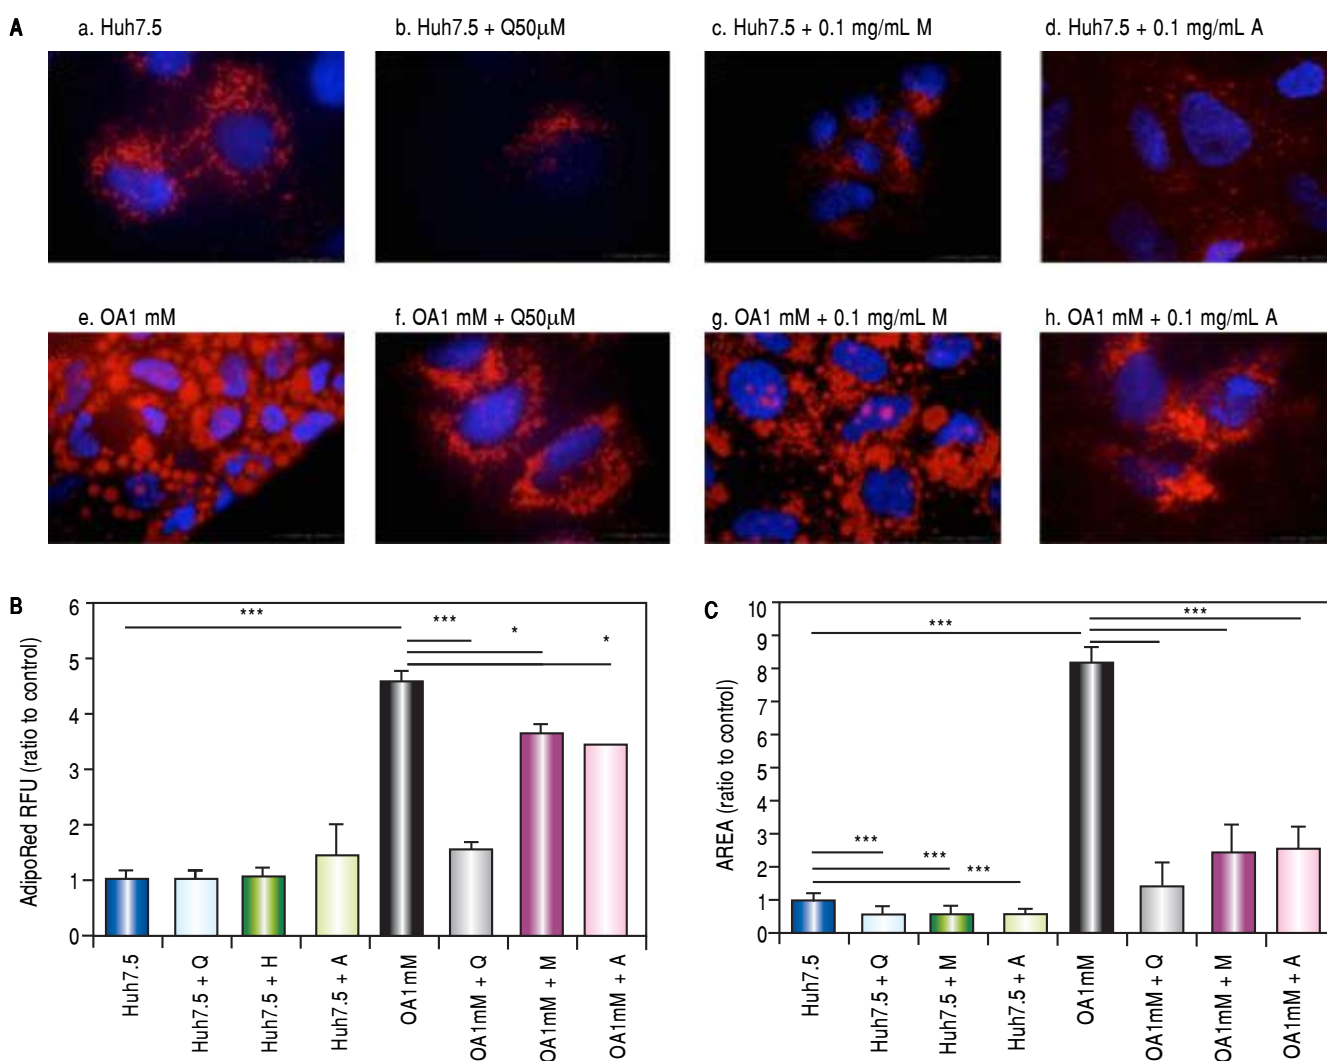 A
a. Huh7.5
b. Huh7.5 + Q50μM
c. Huh7.5 + 0.1 mg/mL M
d. Huh7.5 + 0.1 mg/mL A
e. OA1 mM
f. OA1 mM + Q50μM
g. OA1 mM + 0.1 mg/mL M
h. OA1 mM + 0.1 mg/mL A
B
AdipoRed RFU (ratio to control)
6
5
4
3
2
1
0
***
***
*
*
Huh7.5
Huh7.5 + Q
Huh7.5 + H
Huh7.5 + A
OA1mM
OA1mM + Q
OA1mM + M
OA1mM + A
C
AREA (ratio to control)
10
9
8
7
6
5
4
3
2
1
0
***
***
***
***
***
Huh7.5
Huh7.5 + Q
Huh7.5 + M
Huh7.5 + A
OA1mM
OA1mM + Q
OA1mM + M
OA1mM + A